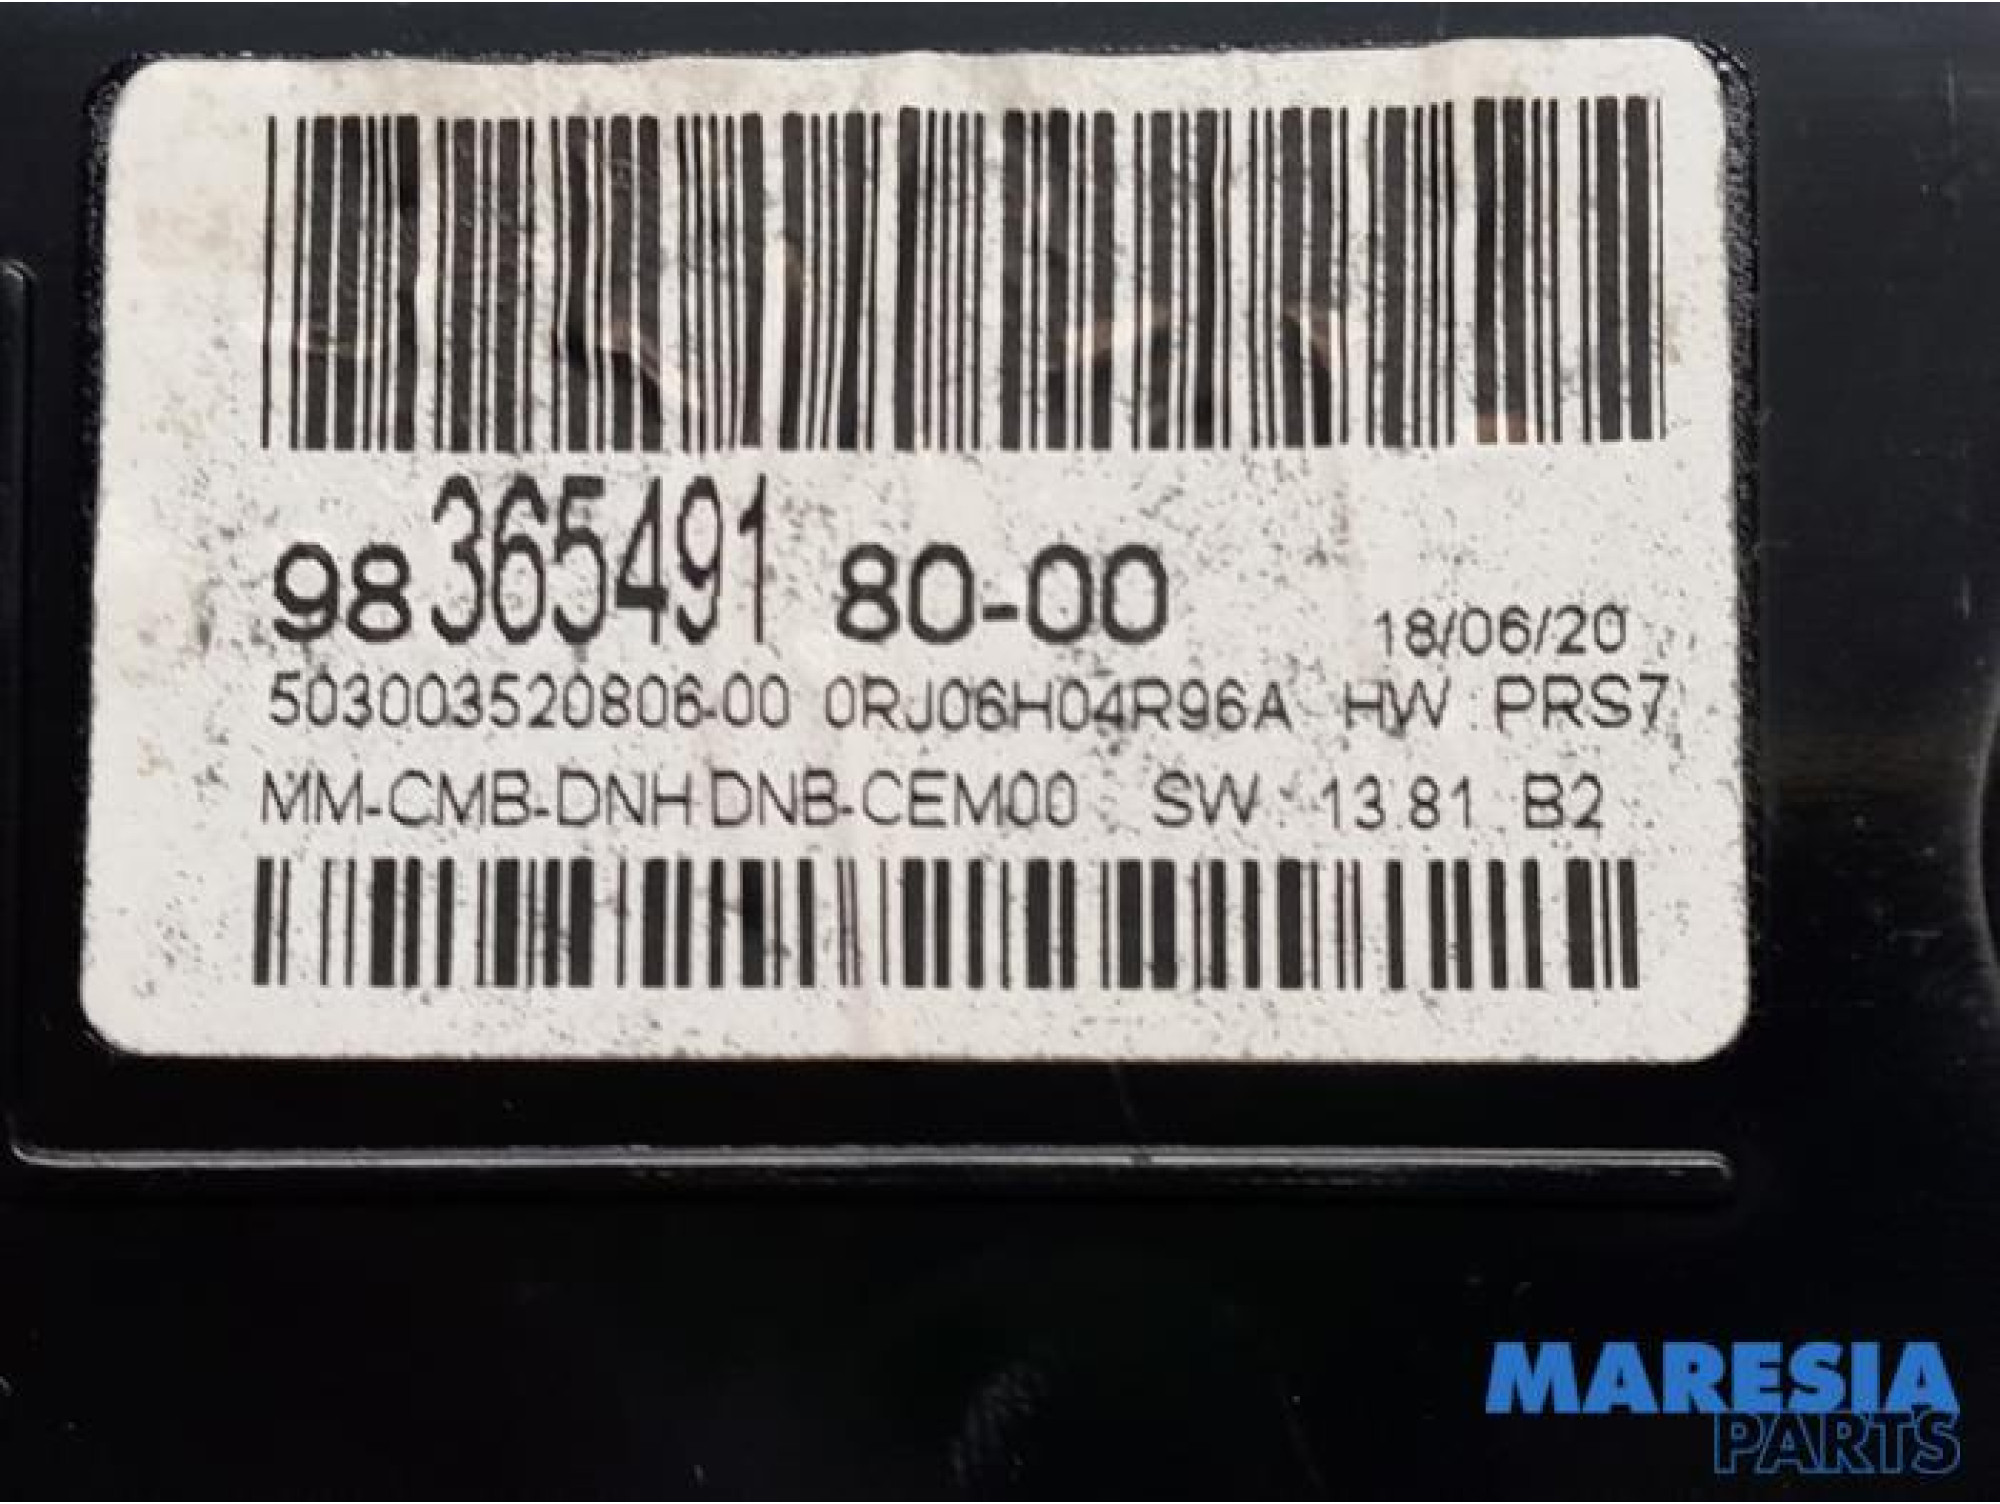 98 365491 80-00 18/06/20
503003520806-00 0RJ06H04R96A HW : PRS7
MM-CMB-DNH DNB-CEM00 SW : 13.81 B2
MARESIA
PARTS